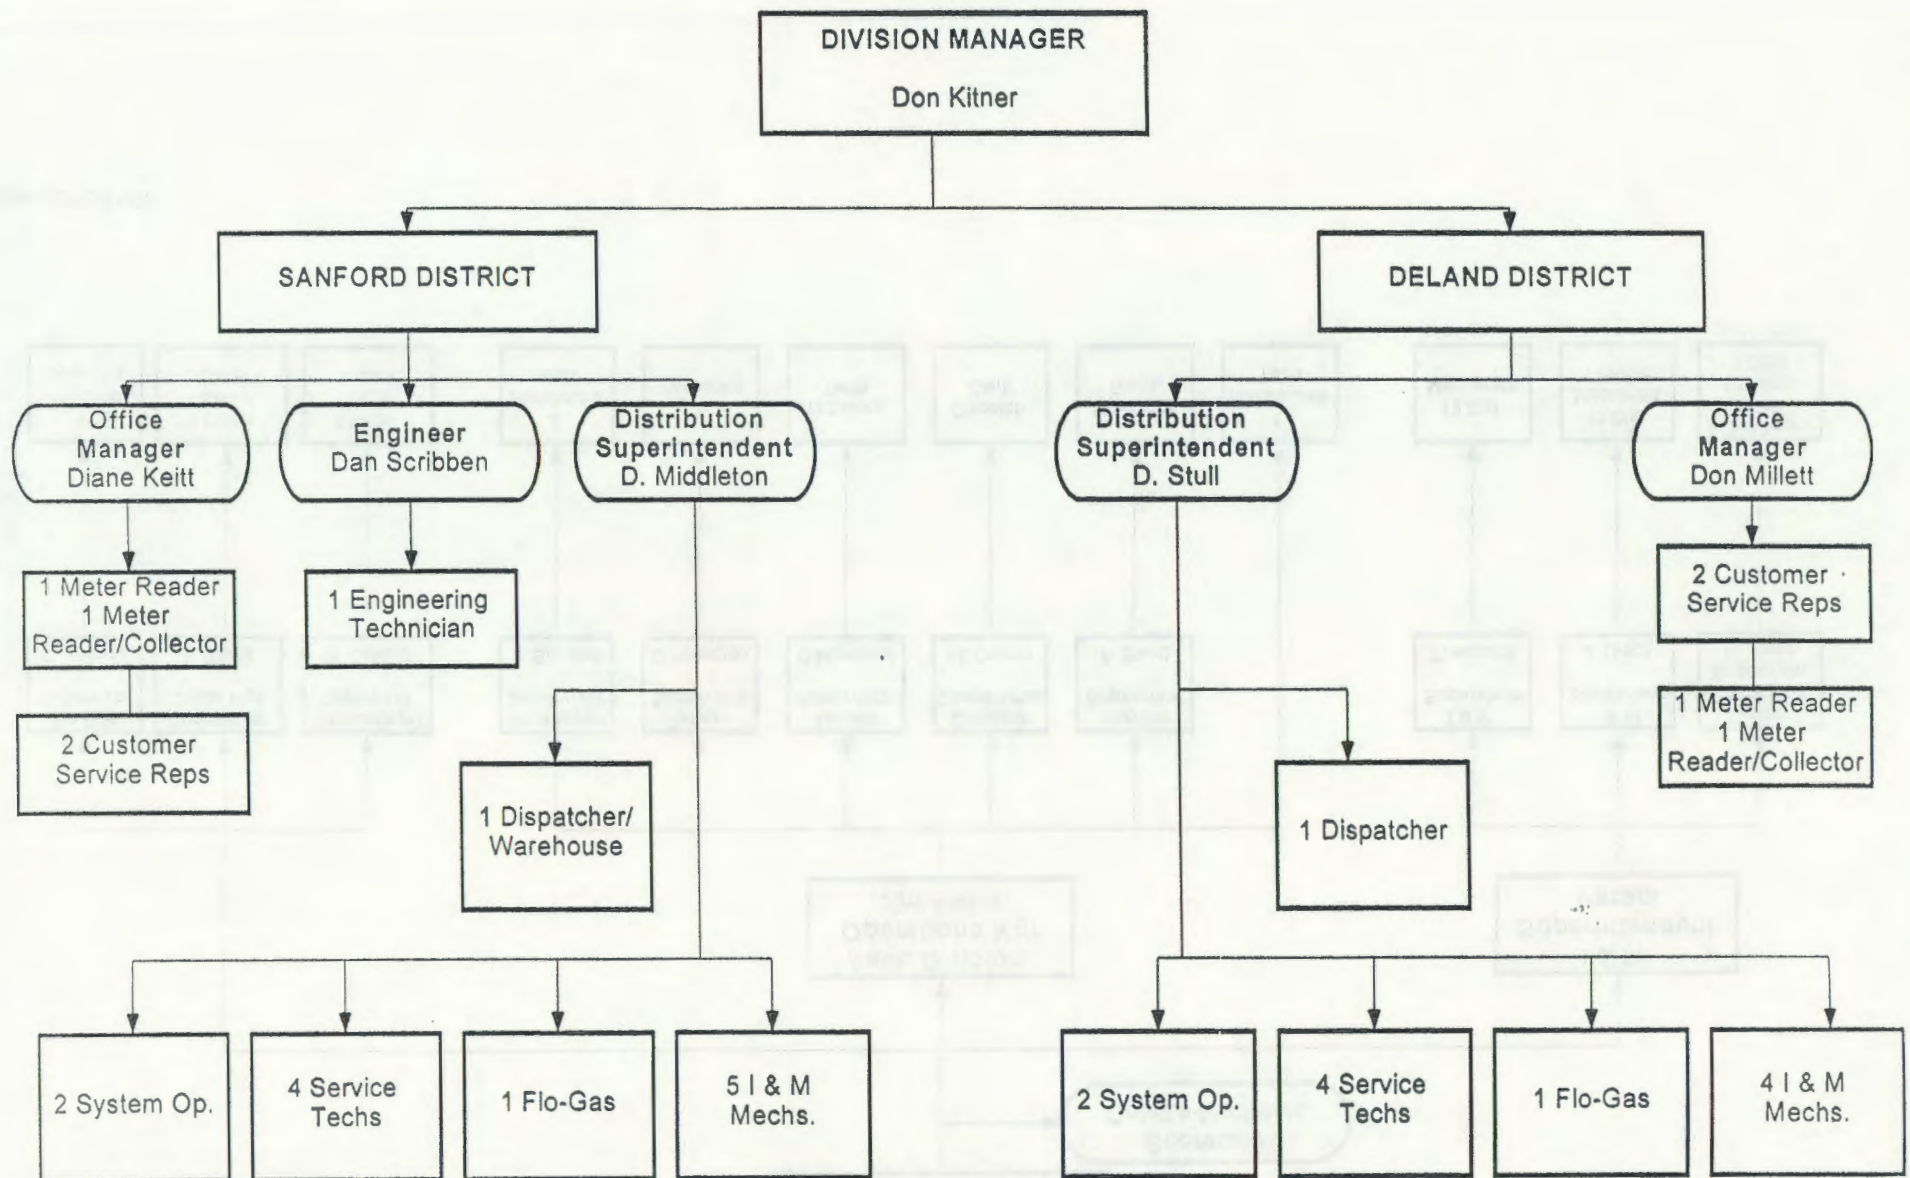 DIVISION MANAGER
Don Kitner
SANFORD DISTRICT
DELAND DISTRICT
Office
Manager
Diane Keitt
Engineer
Dan Scribben
Distribution
Superintendent
D. Middleton
Distribution
Superintendent
D. Stull
Office
Manager
Don Millett
1 Meter Reader
1 Meter
Reader/Collector
1 Engineering
Technician
2 Customer
Service Reps
2 Customer
Service Reps
1 Meter Reader
1 Meter
Reader/Collector
1 Dispatcher/
Warehouse
1 Dispatcher
2 System Op.
4 Service
Techs
1 Flo-Gas
5 I & M
Mechs.
2 System Op.
4 Service
Techs
1 Flo-Gas
4 I & M
Mechs.